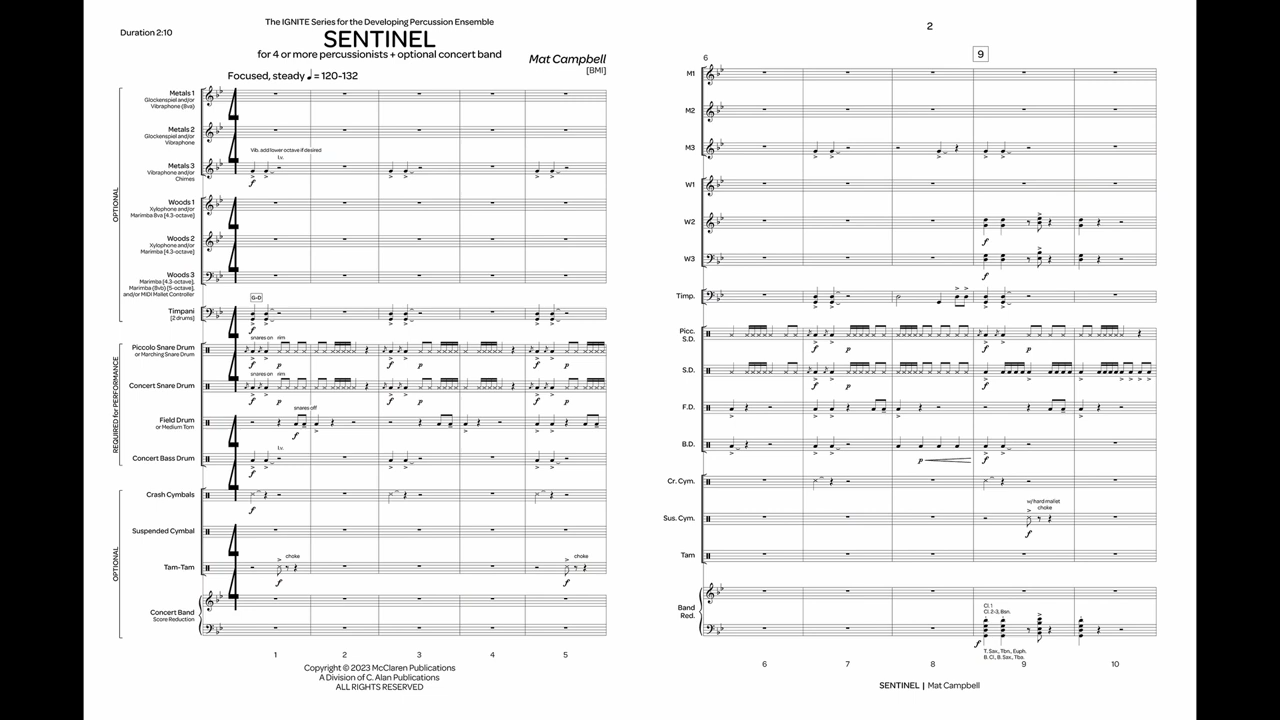 The IGNITE Series for the Developing Percussion Ensemble
Duration 2:10
SENTINEL
for 4 or more percussionists + optional concert band
Mat Campbell
[BMI]
Focused, steady ♩ = 120-132
OPTIONAL
Metals 1
Glockenspiel and/or
Vibraphone (8va)
Metals 2
Glockenspiel and/or
Vibraphone
Vib. add lower octave if desired
l.v.
Metals 3
Vibraphone and/or
Chimes
f
Woods 1
Xylophone and/or
Marimba 8va [4.3-octave]
Woods 2
Xylophone and/or
Marimba [4.3-octave]
Woods 3
Marimba [4.3-octave],
Marimba (8vb) [5-octave],
and/or MIDI Mallet Controller
G-D
Timpani
[2 drums]
f
REQUIRED for PERFORMANCE
snares on rim
Piccolo Snare Drum
or Marching Snare Drum
f p f p f p
snares on rim
Concert Snare Drum
f p f p f p
snares off
Field Drum
or Medium Tom
f
l.v.
Concert Bass Drum
f
OPTIONAL
Crash Cymbals
f
Suspended Cymbal
choke choke
Tam-Tam
f f
Concert Band
Score Reduction
1 2 3 4 5
Copyright © 2023 McClaren Publications
A Division of C. Alan Publications
ALL RIGHTS RESERVED
2
6
9
M1
M2
M3
W1
W2
f
W3
f
Timp.
Picc.
S.D.
f p f p
S.D.
f p f
F.D.
B.D.
p f
Cr. Cym.
w/hard mallet
choke
Sus. Cym.
f
Tam
Band
Red.
Cl. 1
Cl. 2-3, Bsn.
f
T. Sax., Tbn., Euph.
B. Cl., B. Sax., Tba.
6 7 8 9 10
SENTINEL | Mat Campbell